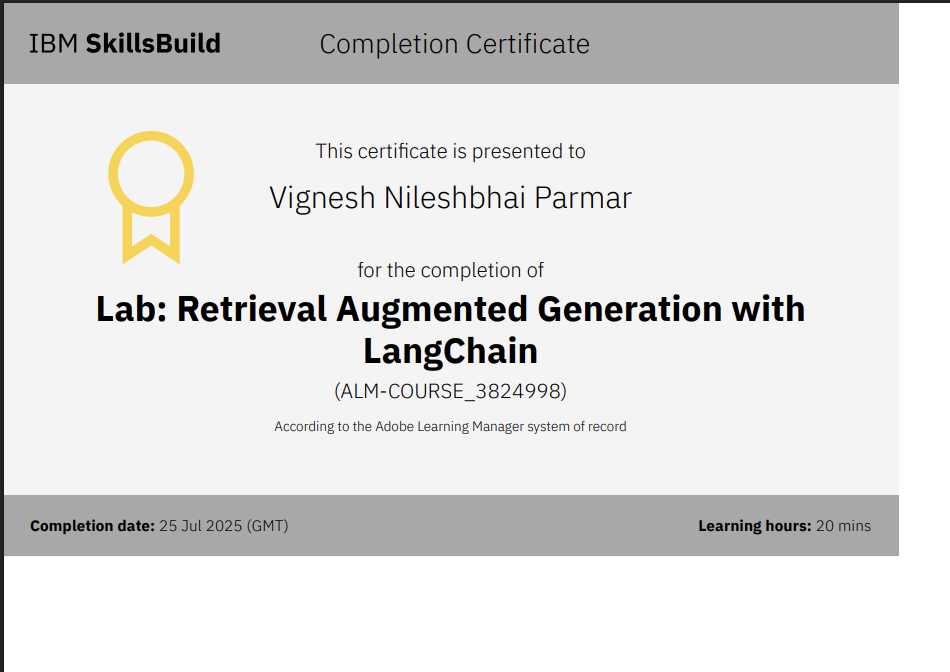 IBM SkillsBuild
Completion Certificate
This certificate is presented to
Vignesh Nileshbhai Parmar
for the completion of
Lab: Retrieval Augmented Generation with
LangChain
(ALM-COURSE_3824998)
According to the Adobe Learning Manager system of record
Completion date: 25 Jul 2025 (GMT)
Learning hours: 20 mins